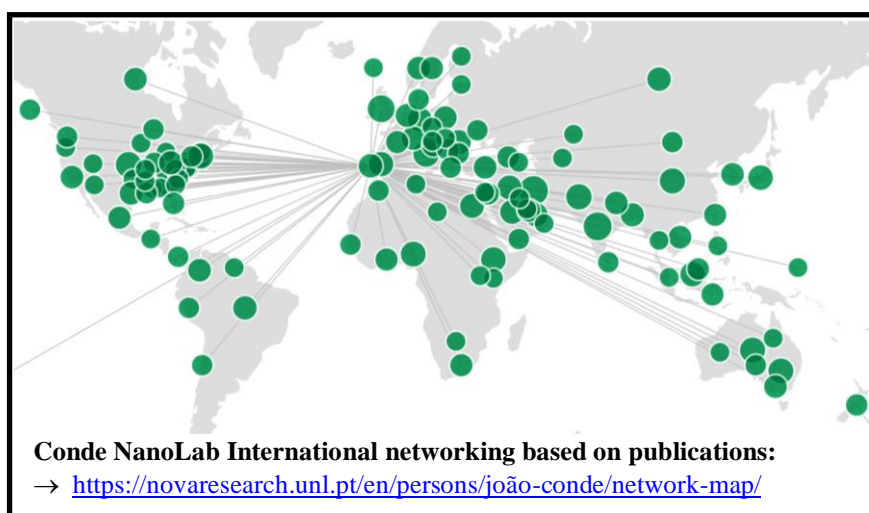 Conde NanoLab International networking based on publications:
→ https://novaresearch.unl.pt/en/persons/joão-conde/network-map/